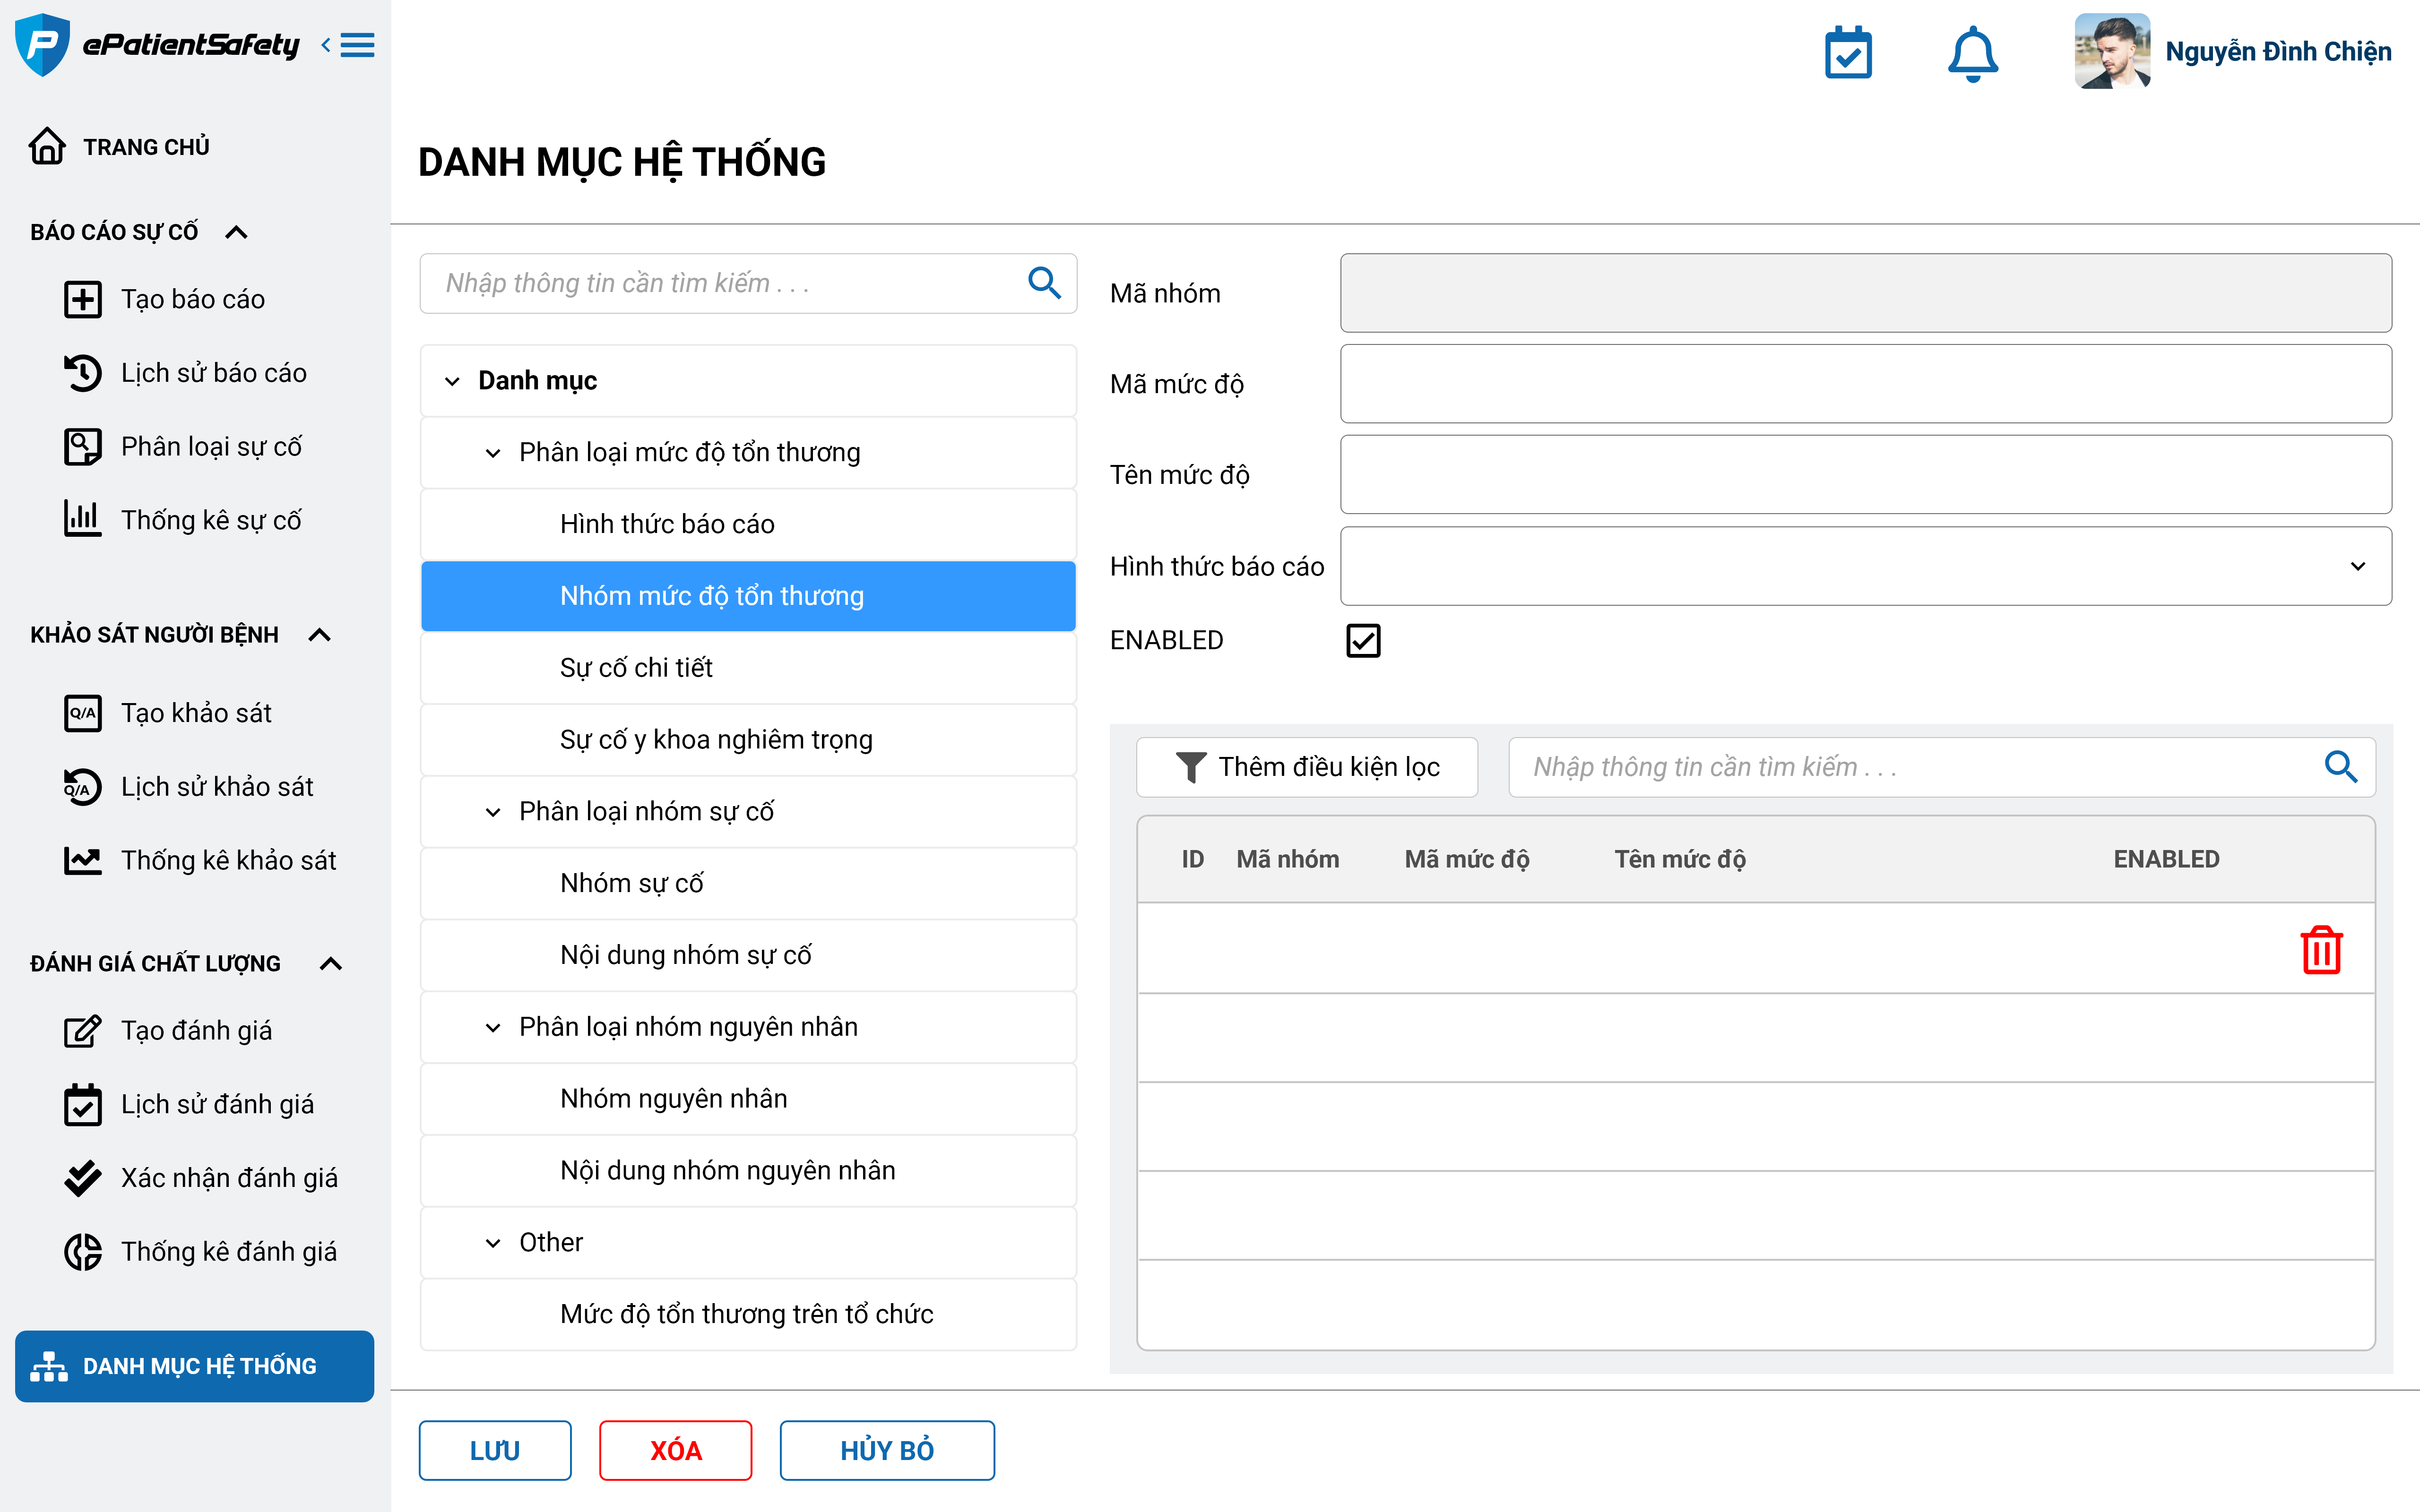 ePatientSafety
Nguyễn Đình Chiện
TRANG CHỦ
BÁO CÁO SỰ CỐ
Tạo báo cáo
Lịch sử báo cáo
Phân loại sự cố
Thống kê sự cố
KHẢO SÁT NGƯỜI BỆNH
Q/A Tạo khảo sát
Q/A Lịch sử khảo sát
Thống kê khảo sát
ĐÁNH GIÁ CHẤT LƯỢNG
Tạo đánh giá
Lịch sử đánh giá
Xác nhận đánh giá
Thống kê đánh giá
DANH MỤC HỆ THỐNG
DANH MỤC HỆ THỐNG
Nhập thông tin cần tìm kiếm . . .
Danh mục
Phân loại mức độ tổn thương
Hình thức báo cáo
Nhóm mức độ tổn thương
Sự cố chi tiết
Sự cố y khoa nghiêm trọng
Phân loại nhóm sự cố
Nhóm sự cố
Nội dung nhóm sự cố
Phân loại nhóm nguyên nhân
Nhóm nguyên nhân
Nội dung nhóm nguyên nhân
Other
Mức độ tổn thương trên tổ chức
Mã nhóm
Mã mức độ
Tên mức độ
Hình thức báo cáo
ENABLED
Thêm điều kiện lọc
Nhập thông tin cần tìm kiếm . . .
ID Mã nhóm Mã mức độ Tên mức độ ENABLED
LƯU XÓA HỦY BỎ